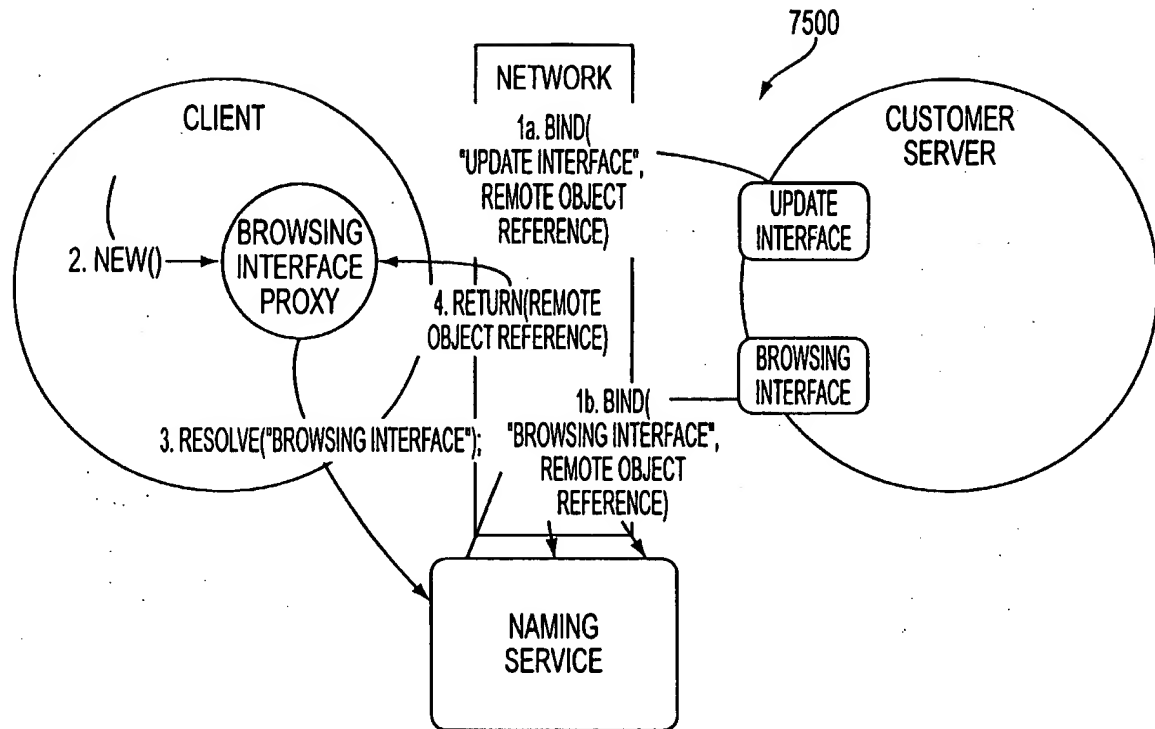 7500
NETWORK
CLIENT
CUSTOMER
SERVER
1a. BIND(
"UPDATE INTERFACE",
REMOTE OBJECT
REFERENCE)
UPDATE
INTERFACE
2. NEW()
BROWSING
INTERFACE
PROXY
4. RETURN(REMOTE
OBJECT REFERENCE)
BROWSING
INTERFACE
1b. BIND(
"BROWSING INTERFACE",
REMOTE OBJECT
REFERENCE)
3. RESOLVE("BROWSING INTERFACE");
NAMING
SERVICE